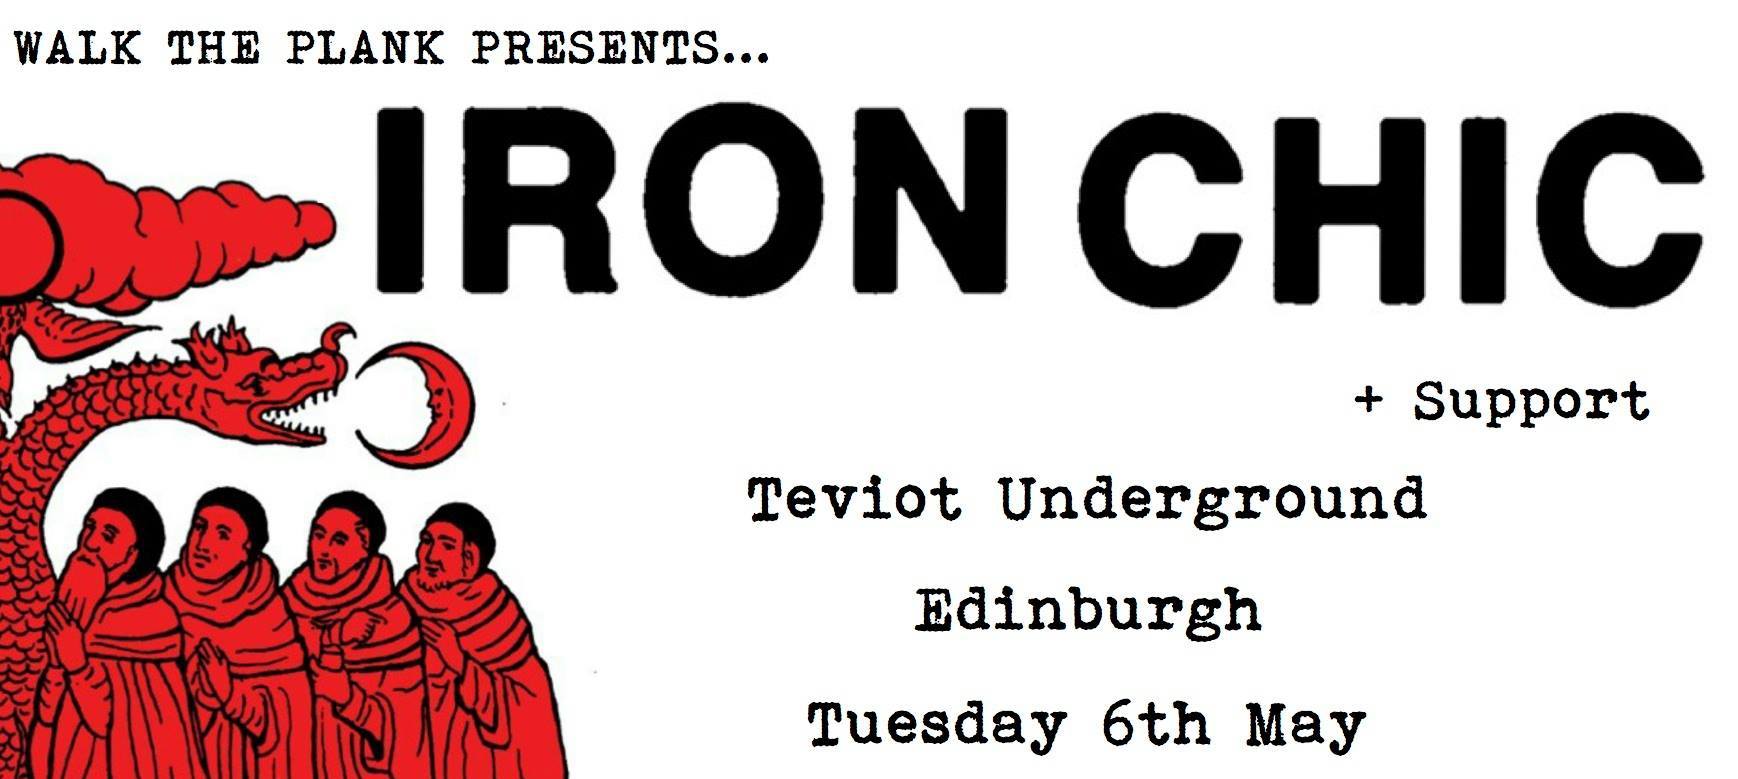 WALK THE PLANK PRESENTS...
IRON CHIC
+ Support
Teviot Underground
Edinburgh
Tuesday 6th May